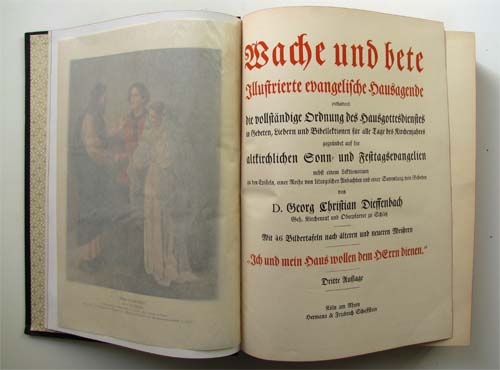 Wache und bete
Illustrierte evangelische Hausagende
enthaltend
die vollständige Ordnung des Hausgottesdienstes
in Gebeten, Liedern und Bibellektionen für alle Tage des Kirchenjahrs
gegründet auf die
altkirchlichen Sonn- und Festtagsevangelien
nebst einem Lektionarium
zu den Episteln, einer Reihe von liturgischen Andachten und einer Sammlung von Gebeten
von
D. Georg Christian Dieffenbach
Geh. Kirchenrat und Oberpfarrer zu Schlitz
Mit 46 Bildertafeln nach älteren und neueren Meistern
„Ich und mein Haus wollen dem HErrn dienen."
Dritte Auflage
Köln am Rhein
Hermann & Friedrich Schaffstein